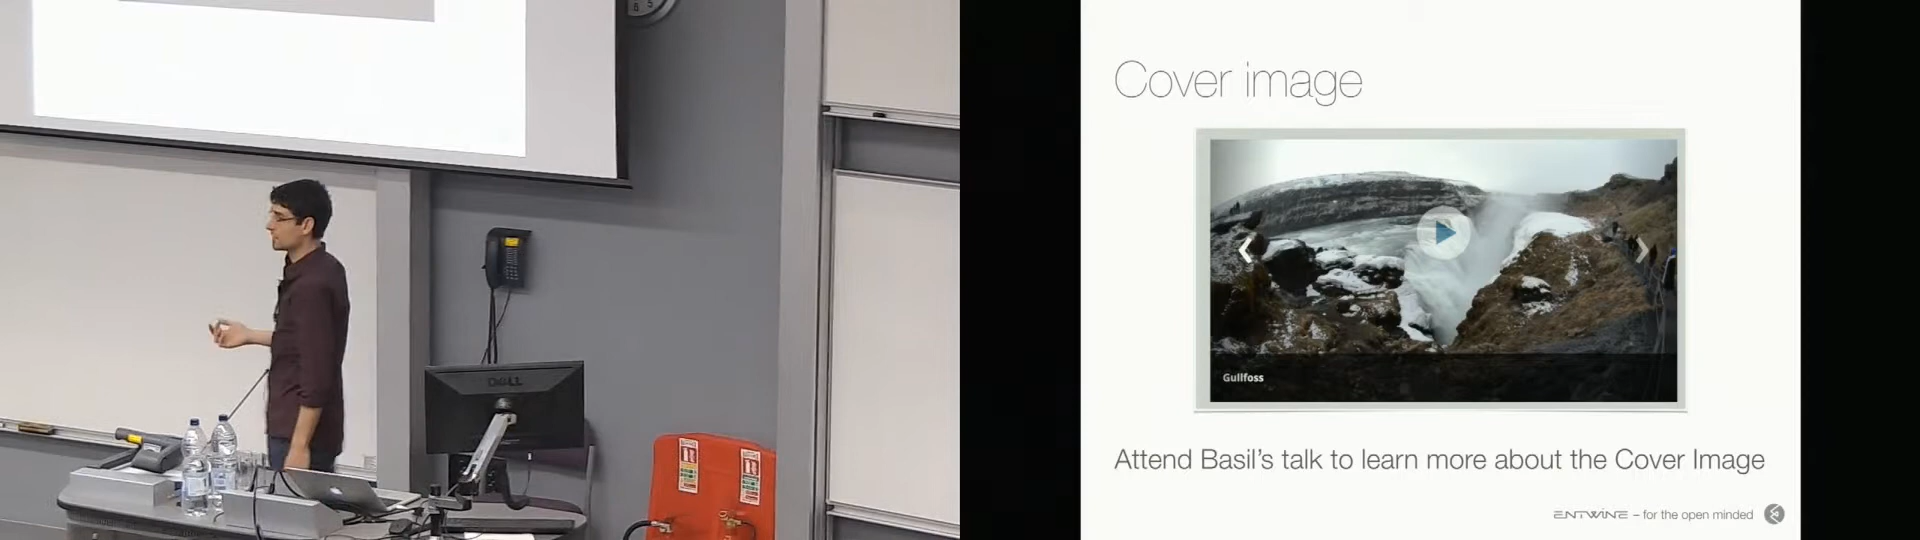 DELL
Cover image
Gullfoss
Attend Basil's talk to learn more about the Cover Image
ENTWINE – for the open minded